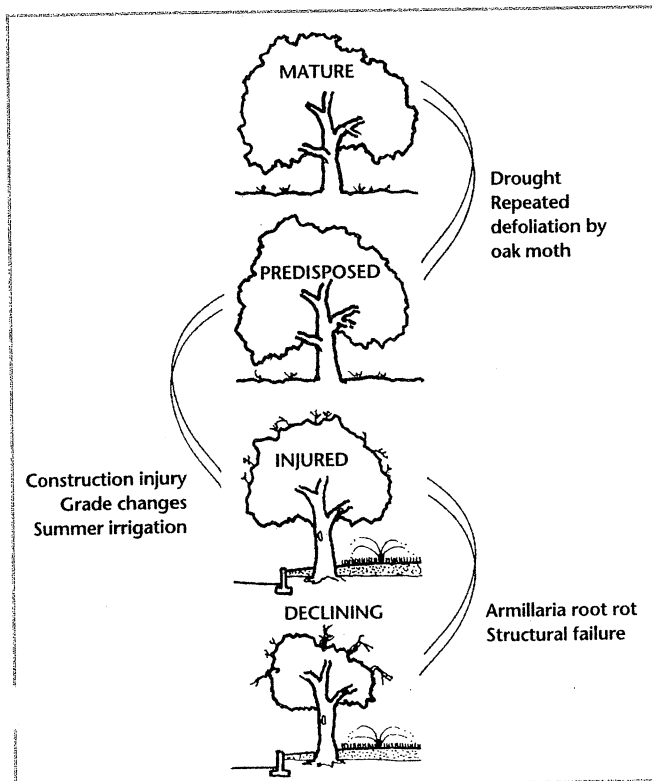 MATURE
Drought
Repeated
defoliation by
oak moth
PREDISPOSED
Construction injury
Grade changes
Summer irrigation
INJURED
DECLINING
Armillaria root rot
Structural failure